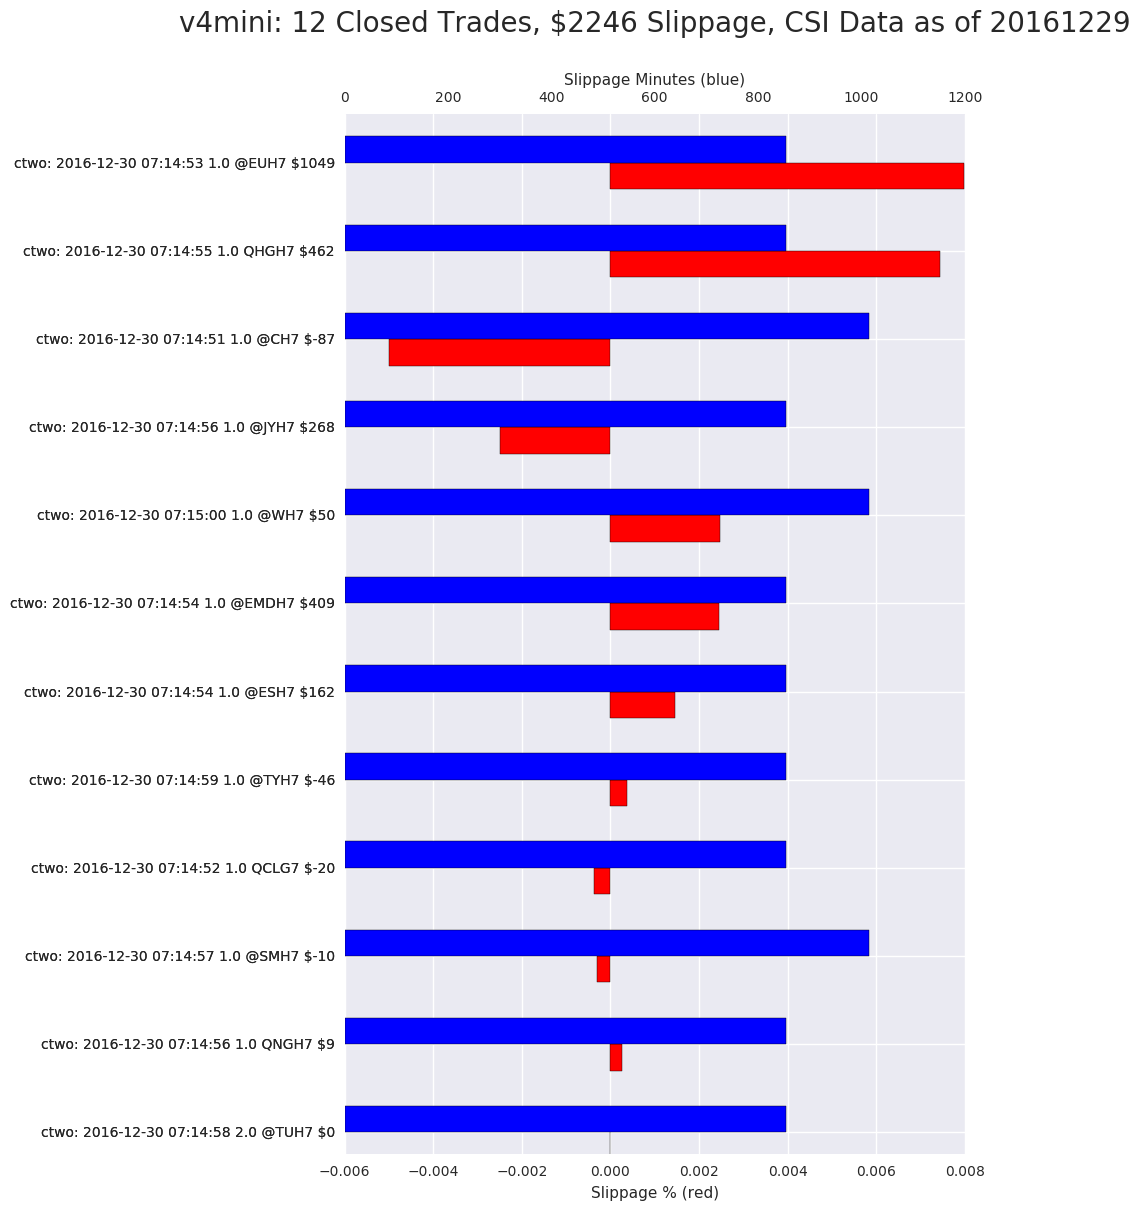 v4mini: 12 Closed Trades, $2246 Slippage, CSI Data as of 20161229
Slippage Minutes (blue)
0 200 400 600 800 1000 1200
ctwo: 2016-12-30 07:14:53 1.0 @EUH7 $1049
ctwo: 2016-12-30 07:14:55 1.0 QHGH7 $462
ctwo: 2016-12-30 07:14:51 1.0 @CH7 $-87
ctwo: 2016-12-30 07:14:56 1.0 @JYH7 $268
ctwo: 2016-12-30 07:15:00 1.0 @WH7 $50
ctwo: 2016-12-30 07:14:54 1.0 @EMDH7 $409
ctwo: 2016-12-30 07:14:54 1.0 @ESH7 $162
ctwo: 2016-12-30 07:14:59 1.0 @TYH7 $-46
ctwo: 2016-12-30 07:14:52 1.0 QCLG7 $-20
ctwo: 2016-12-30 07:14:57 1.0 @SMH7 $-10
ctwo: 2016-12-30 07:14:56 1.0 QNGH7 $9
ctwo: 2016-12-30 07:14:58 2.0 @TUH7 $0
−0.006 −0.004 −0.002 0.000 0.002 0.004 0.006 0.008
Slippage % (red)